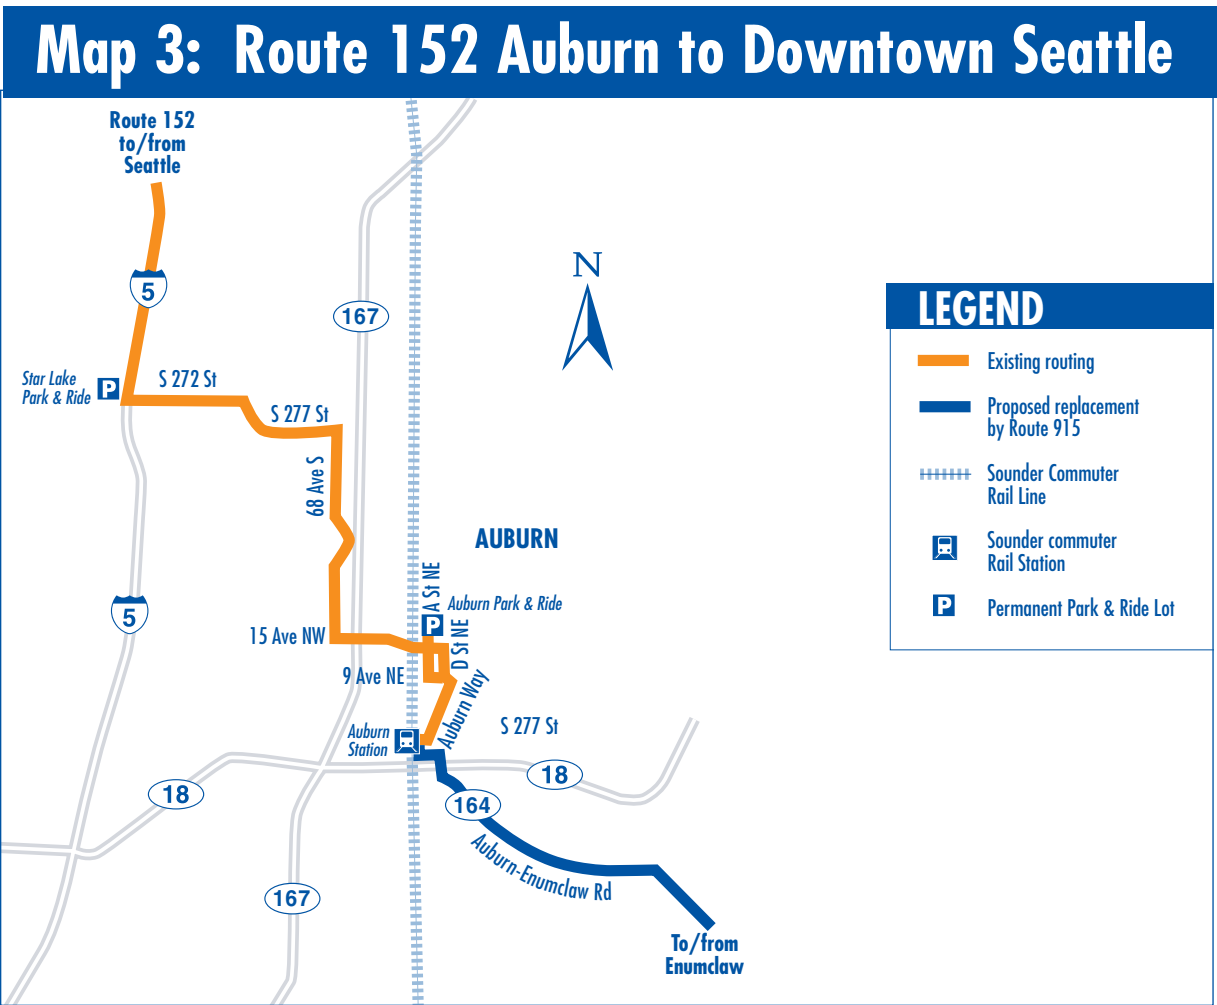 Map 3: Route 152 Auburn to Downtown Seattle
Route 152
to/from
Seattle
N
5
167
LEGEND
Existing routing
Proposed replacement
by Route 915
Sounder Commuter
Rail Line
Sounder commuter
Rail Station
P
Permanent Park & Ride Lot
Star Lake
Park & Ride
P
S 272 St
S 277 St
68 Ave S
AUBURN
A St NE
Auburn Park & Ride
P
5
15 Ave NW
D St NE
9 Ave NE
Auburn Way
Auburn
Station
S 277 St
18
18
164
Auburn-Enumclaw Rd
167
To/from
Enumclaw